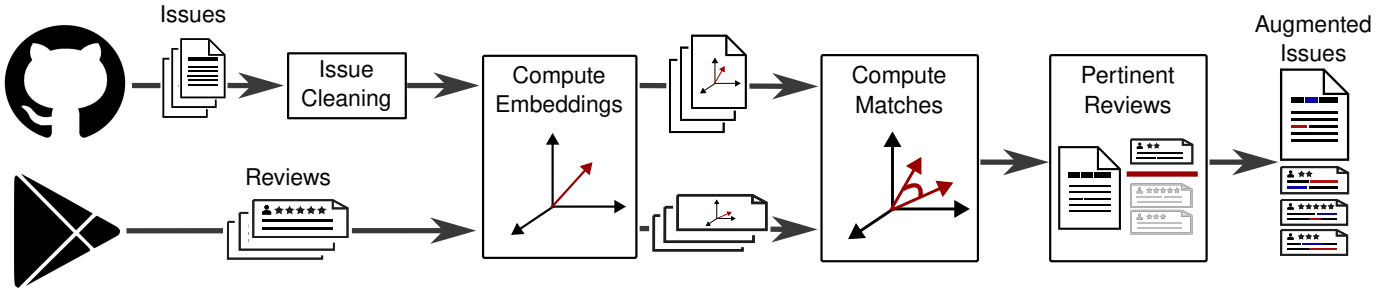 Issues
Issue
Cleaning
Compute
Embeddings
Compute
Matches
Pertinent
Reviews
Augmented
Issues
Reviews